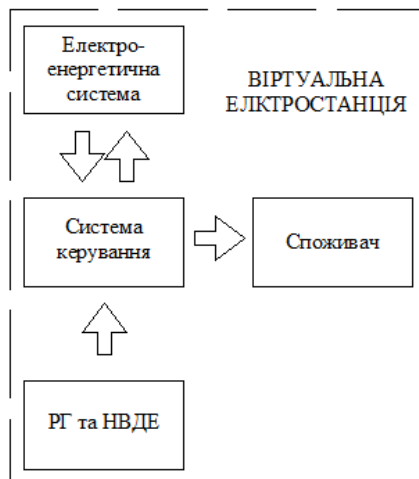 Електро-
енергетична
система
ВІРТУАЛЬНА
ЕЛКТРОСТАНЦІЯ
Система
керування
Споживач
РГ та НВДЕ